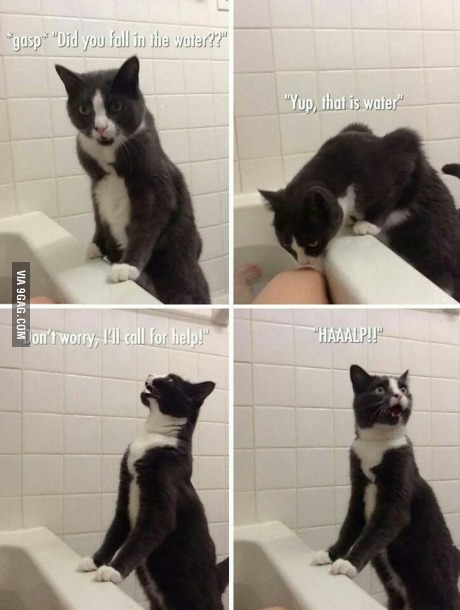 *gasp* "Did you fall in the water??"
"Yup, that is water"
on't worry, I'll call for help!"
"HAAALP!!"
VIA 9GAG.COM